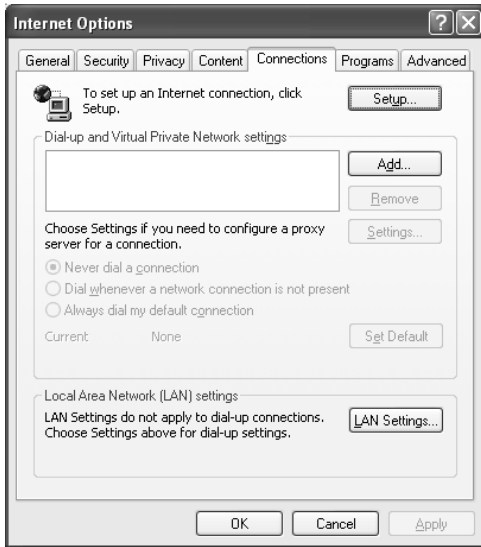 Internet Options
General Security Privacy Content Connections Programs Advanced
To set up an Internet connection, click
Setup.
Setup...
Dial-up and Virtual Private Network settings
Add...
Remove
Choose Settings if you need to configure a proxy
server for a connection.
Settings...
Never dial a connection
Dial whenever a network connection is not present
Always dial my default connection
Current None
Set Default
Local Area Network (LAN) settings
LAN Settings do not apply to dial-up connections.
Choose Settings above for dial-up settings.
LAN Settings...
OK Cancel Apply